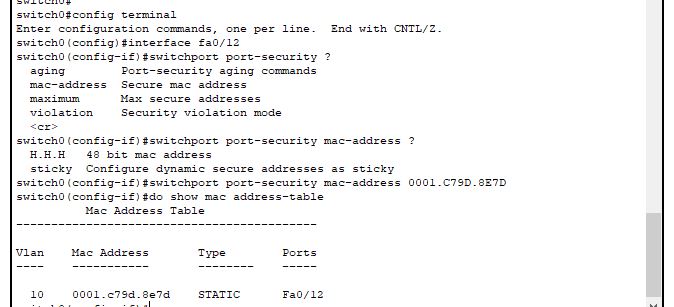 switch0#
switch0#config terminal
Enter configuration commands, one per line.  End with CNTL/Z.
switch0(config)#interface fa0/12
switch0(config-if)#switchport port-security ?
  aging        Port-security aging commands
  mac-address  Secure mac address
  maximum      Max secure addresses
  violation    Security violation mode
  <cr>
switch0(config-if)#switchport port-security mac-address ?
  H.H.H   48 bit mac address
  sticky  Configure dynamic secure addresses as sticky
switch0(config-if)#switchport port-security mac-address 0001.C79D.8E7D
switch0(config-if)#do show mac address-table
          Mac Address Table
-------------------------------------------

Vlan    Mac Address       Type        Ports
----    -----------       --------    -----

  10    0001.c79d.8e7d    STATIC      Fa0/12